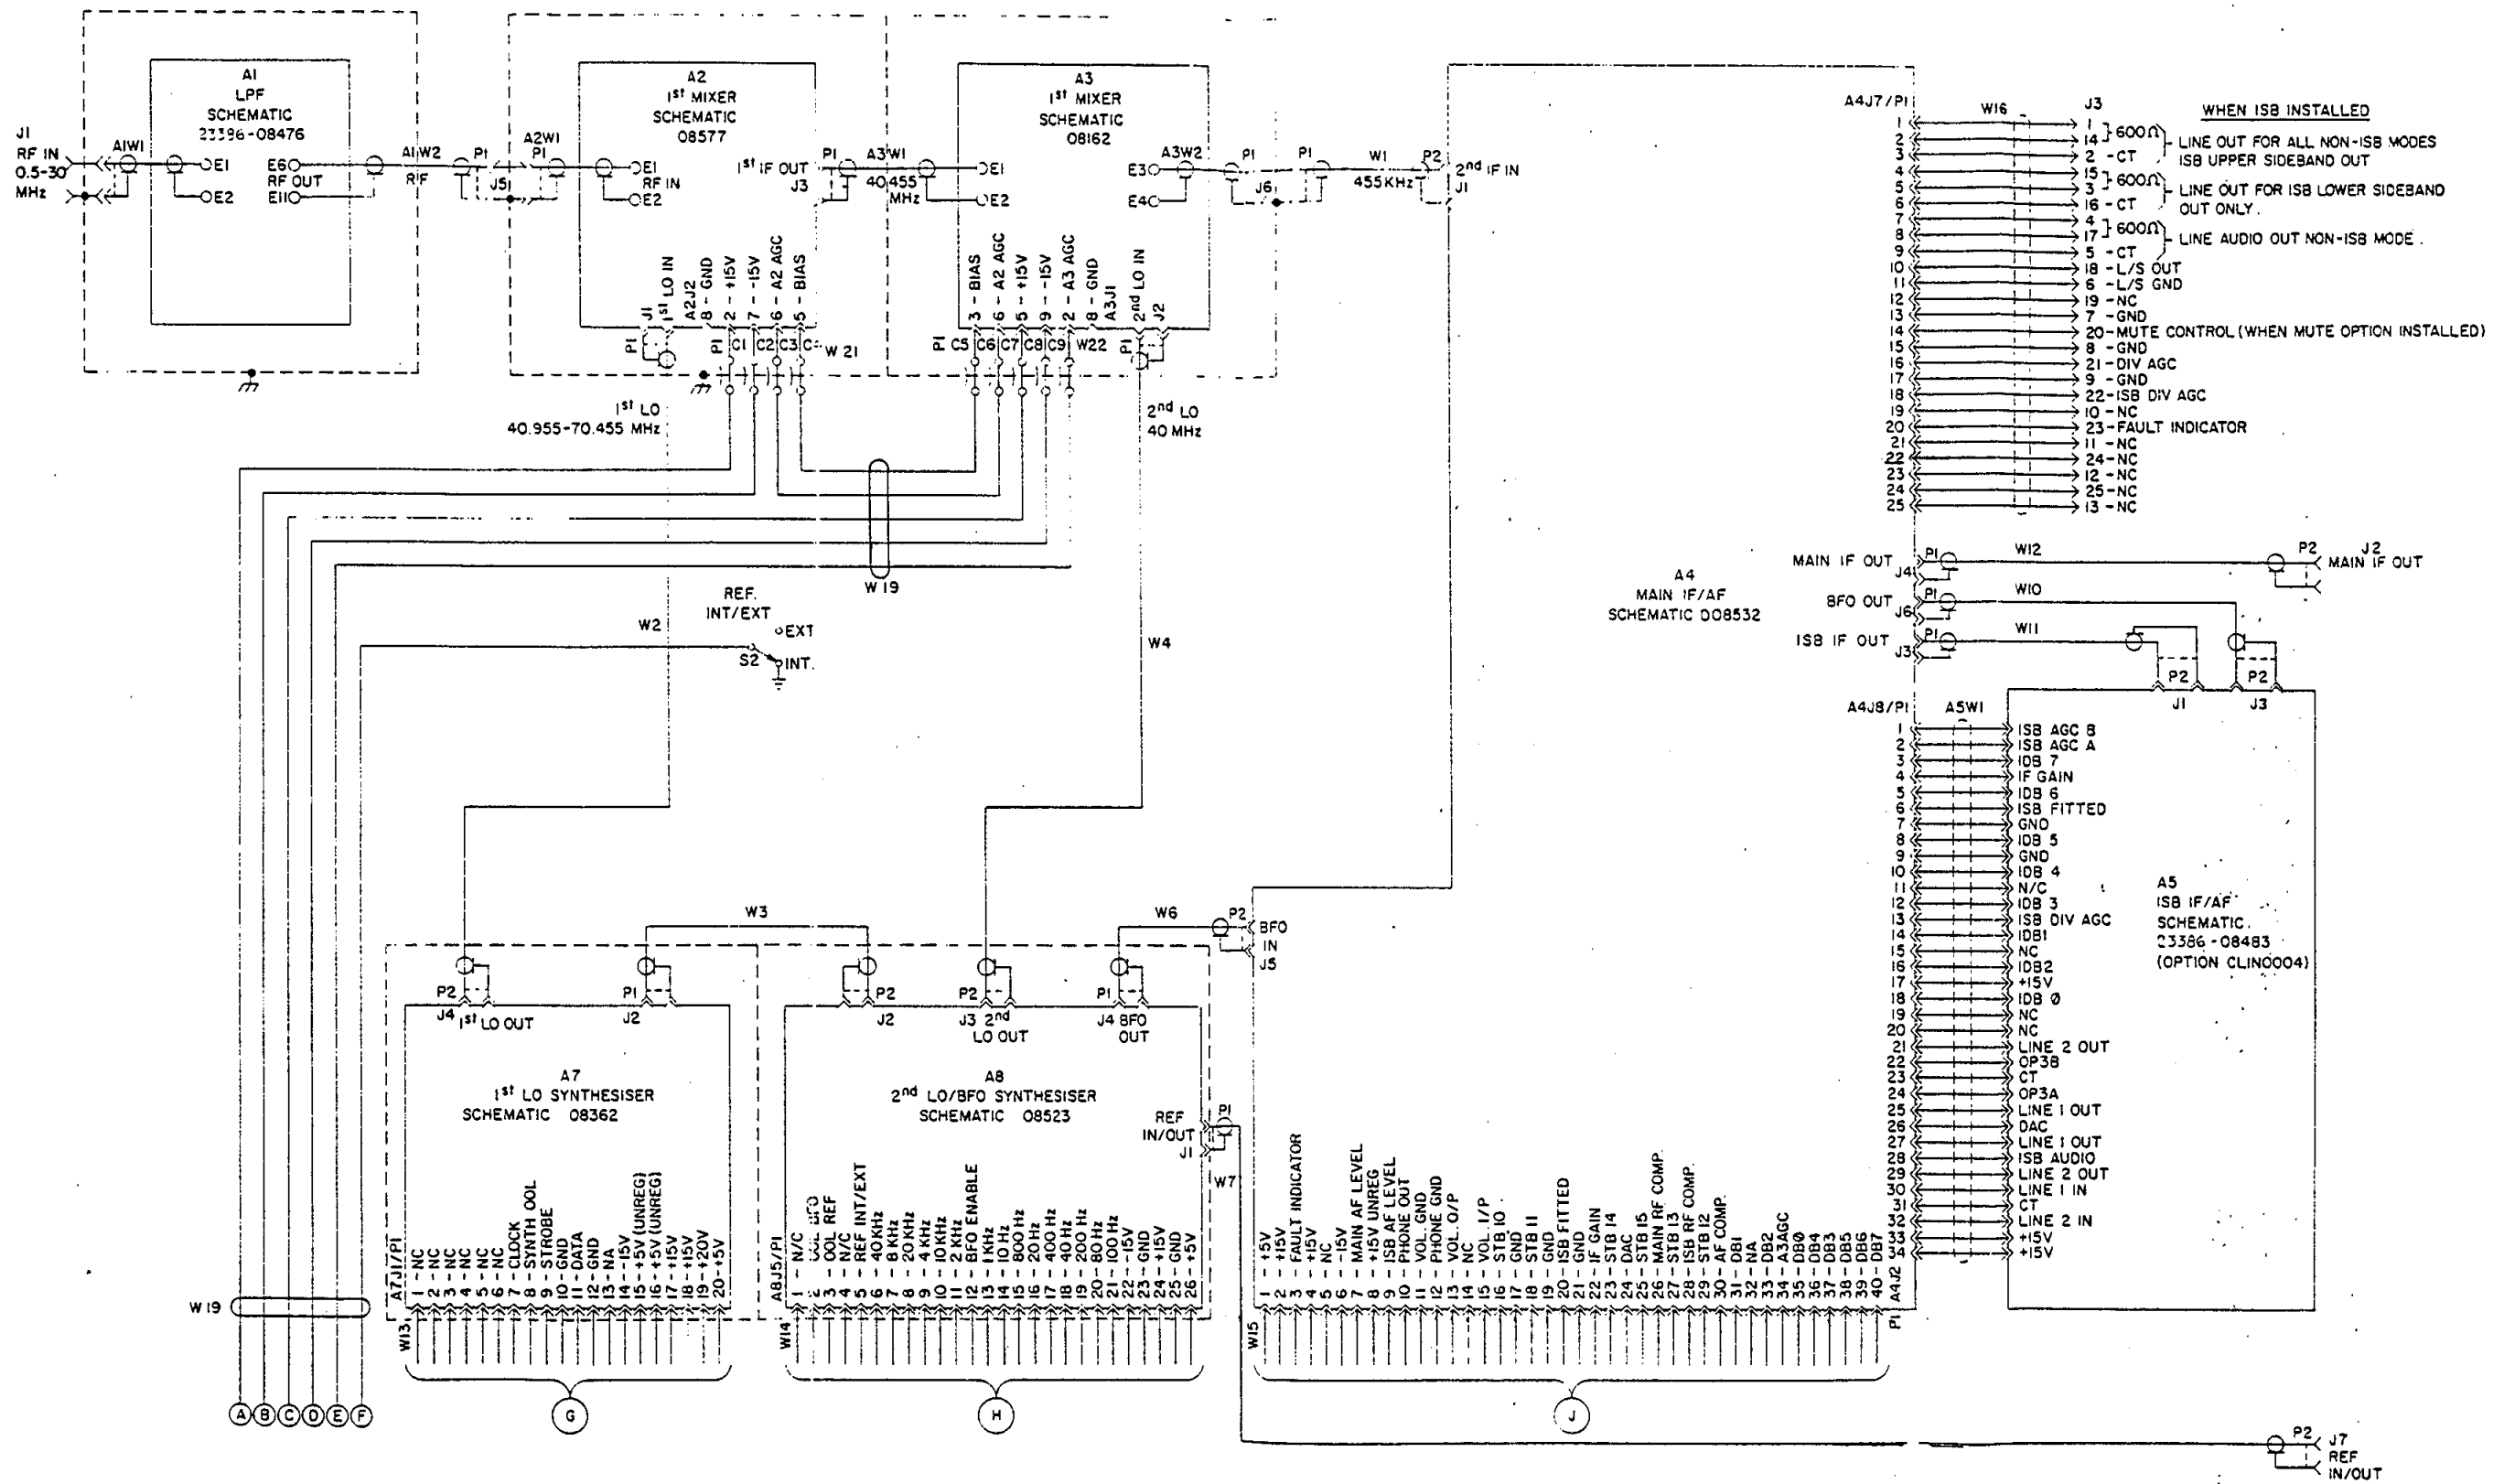 J1
RF IN
0.5-30
MHz
A1W1
A1
LPF
SCHEMATIC
23396-08476
E1
E2
E6
RF OUT
E11
A1W2
RF
P1
J5
P1
A2W1
A2
1st MIXER
SCHEMATIC
08577
E1
RF IN
E2
1st IF OUT
J3
P1
A3W1
40.455
MHz
J1
1st LO IN
A2J2
8 - GND
2 - +15V
7 - -15V
6 - A2 AGC
5 - BIAS
P1
P1
C1
C2
C3
W 21
A3
1st MIXER
SCHEMATIC
08162
E1
E2
E3
E4
A3W2
P1
J6
P1
W1
455KHz
P2
2nd IF IN
J1
3 - BIAS
6 - A2 AGC
5 - +15V
9 - -15V
2 - A3 AGC
8 - GND
A3J1
2nd LO IN
J2
P1
C5
C6
C7
C8
C9
W22
P1
1st LO
40.955-70.455 MHz
2nd LO
40 MHz
W 19
REF.
INT/EXT
EXT
S2
INT.
W2
W4
A4
MAIN IF/AF
SCHEMATIC D08532
A4J7/P1
W16
J3
WHEN ISB INSTALLED
1 1
2 14
3 2 - CT
600Ω
LINE OUT FOR ALL NON-ISB MODES
ISB UPPER SIDEBAND OUT
4 15
5 3
6 16 - CT
600Ω
LINE OUT FOR ISB LOWER SIDEBAND
OUT ONLY.
7 4
8 17
9 5 - CT
600Ω
LINE AUDIO OUT NON-ISB MODE.
10 18 - L/S OUT
11 6 - L/S GND
12 19 - NC
13 7 - GND
14 20 - MUTE CONTROL (WHEN MUTE OPTION INSTALLED)
15 8 - GND
16 21 - DIV AGC
17 9 - GND
18 22 - ISB DIV AGC
19 10 - NC
20 23 - FAULT INDICATOR
21 11 - NC
22 24 - NC
23 12 - NC
24 25 - NC
25 13 - NC
MAIN IF OUT
J4
P1
W12
P2
J2
MAIN IF OUT
BFO OUT
J6
P1
W10
ISB IF OUT
J3
P1
W11
P2
J1
P2
J3
A4J8/P1
A5W1
1 ISB AGC B
2 ISB AGC A
3 IDB 7
4 IF GAIN
5 IDB 6
6 ISB FITTED
7 GND
8 IDB 5
9 GND
10 IDB 4
11 N/C
12 IDB 3
13 ISB DIV AGC
14 IDB1
15 NC
16 IDB2
17 +15V
18 IDB Ø
19 NC
20 NC
21 LINE 2 OUT
22 OP3B
23 CT
24 OP3A
25 LINE 1 OUT
26 DAC
27 LINE 1 OUT
28 ISB AUDIO
29 LINE 2 OUT
30 LINE 1 IN
31 CT
32 LINE 2 IN
33 +15V
34 +15V
A5
ISB IF/AF
SCHEMATIC.
23386-08483
(OPTION CLIN0004)
W3
W6
P2
BFO
IN
J5
P2
J4
1st LO OUT
P1
J2
A7
1st LO SYNTHESISER
SCHEMATIC 08362
P2
J2
P2
J3 2nd
LO OUT
P1
J4 BFO
OUT
A8
2nd LO/BFO SYNTHESISER
SCHEMATIC 08523
REF
IN/OUT
J1
P1
W7
A7J1/P1
1 - NC
2 - NC
3 - NC
4 - NC
5 - NC
6 - NC
7 - CLOCK
8 - SYNTH OOL
9 - STROBE
10 - GND
11 - DATA
12 - GND
13 - NA
14 - -15V
15 - +5V (UNREG)
16 - +5V (UNREG)
17 - +15V
18 - +15V
19 - +20V
20 - +5V
W13
A8J5/P1
1 - N/C
2 - OOL BFO
3 - OOL REF
4 - N/C
5 - REF INT/EXT
6 - 40KHz
7 - 8 KHz
8 - 20KHz
9 - 4 KHz
10 - 10KHz
11 - 2 KHz
12 - BFO ENABLE
13 - 1 KHz
14 - 10 Hz
15 - 800 Hz
16 - 20 Hz
17 - 400 Hz
18 - 40 Hz
19 - 200 Hz
20 - 80 Hz
21 - 100 Hz
22 - -15V
23 - GND
24 - +15V
25 - GND
26 - +5V
W14
1 - +5V
2 - +15V
3 - FAULT INDICATOR
4 - +15V
5 - NC
6 - -15V
7 - MAIN AF LEVEL
8 - +15V UNREG
9 - ISB AF LEVEL
10 - PHONE OUT
11 - VOL. GND
12 - PHONE GND
13 - VOL. O/P
14 - NC
15 - VOL. I/P
16 - STB 10
17 - GND
18 - STB 11
19 - GND
20 - ISB FITTED
21 - GND
22 - IF GAIN
23 - STB 14
24 - DAC
25 - STB 15
26 - MAIN RF COMP.
27 - STB 13
28 - ISB RF COMP.
29 - STB 12
30 - AF COMP.
31 - DB1
32 - NA
33 - DB2
34 - A3AGC
35 - DBØ
36 - DB4
37 - DB3
38 - DB5
39 - DB6
40 - DB7
A4J2
P1
W15
W 19
A
B
C
D
E
F
G
H
J
P2
J7
REF
IN/OUT